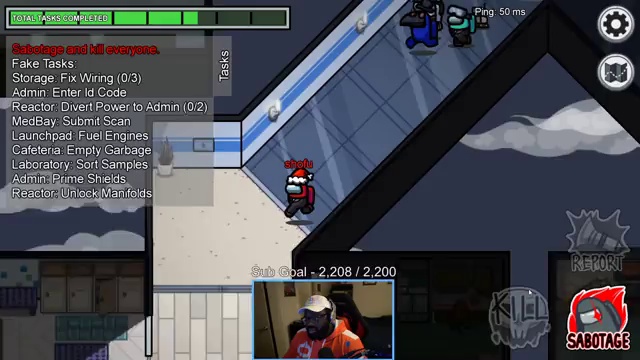 TOTAL TASKS COMPLETED
Ping: 50 ms
Sabotage and kill everyone.
Fake Tasks:
Storage: Fix Wiring (0/3)
Admin: Enter Id Code
Reactor: Divert Power to Admin (0/2)
MedBay: Submit Scan
Launchpad: Fuel Engines
Cafeteria: Empty Garbage
Laboratory: Sort Samples
Admin: Prime Shields
Reactor: Unlock Manifolds
Tasks
REPORT
Sub Goal - 2,208 / 2,200
KILL
SABOTAGE